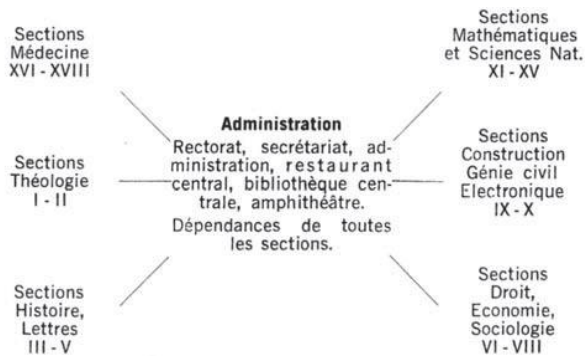 Sections
Médecine
XVI - XVIII
Sections
Mathématiques
et Sciences Nat.
XI - XV
Administration
Rectorat, secrétariat, ad-
ministration, restaurant
central, bibliothèque cen-
trale, amphithéâtre.
Dépendances de toutes
les sections.
Sections
Théologie
I - II
Sections
Construction
Génie civil
Electronique
IX - X
Sections
Histoire,
Lettres
III - V
Sections
Droit,
Economie,
Sociologie
VI - VIII